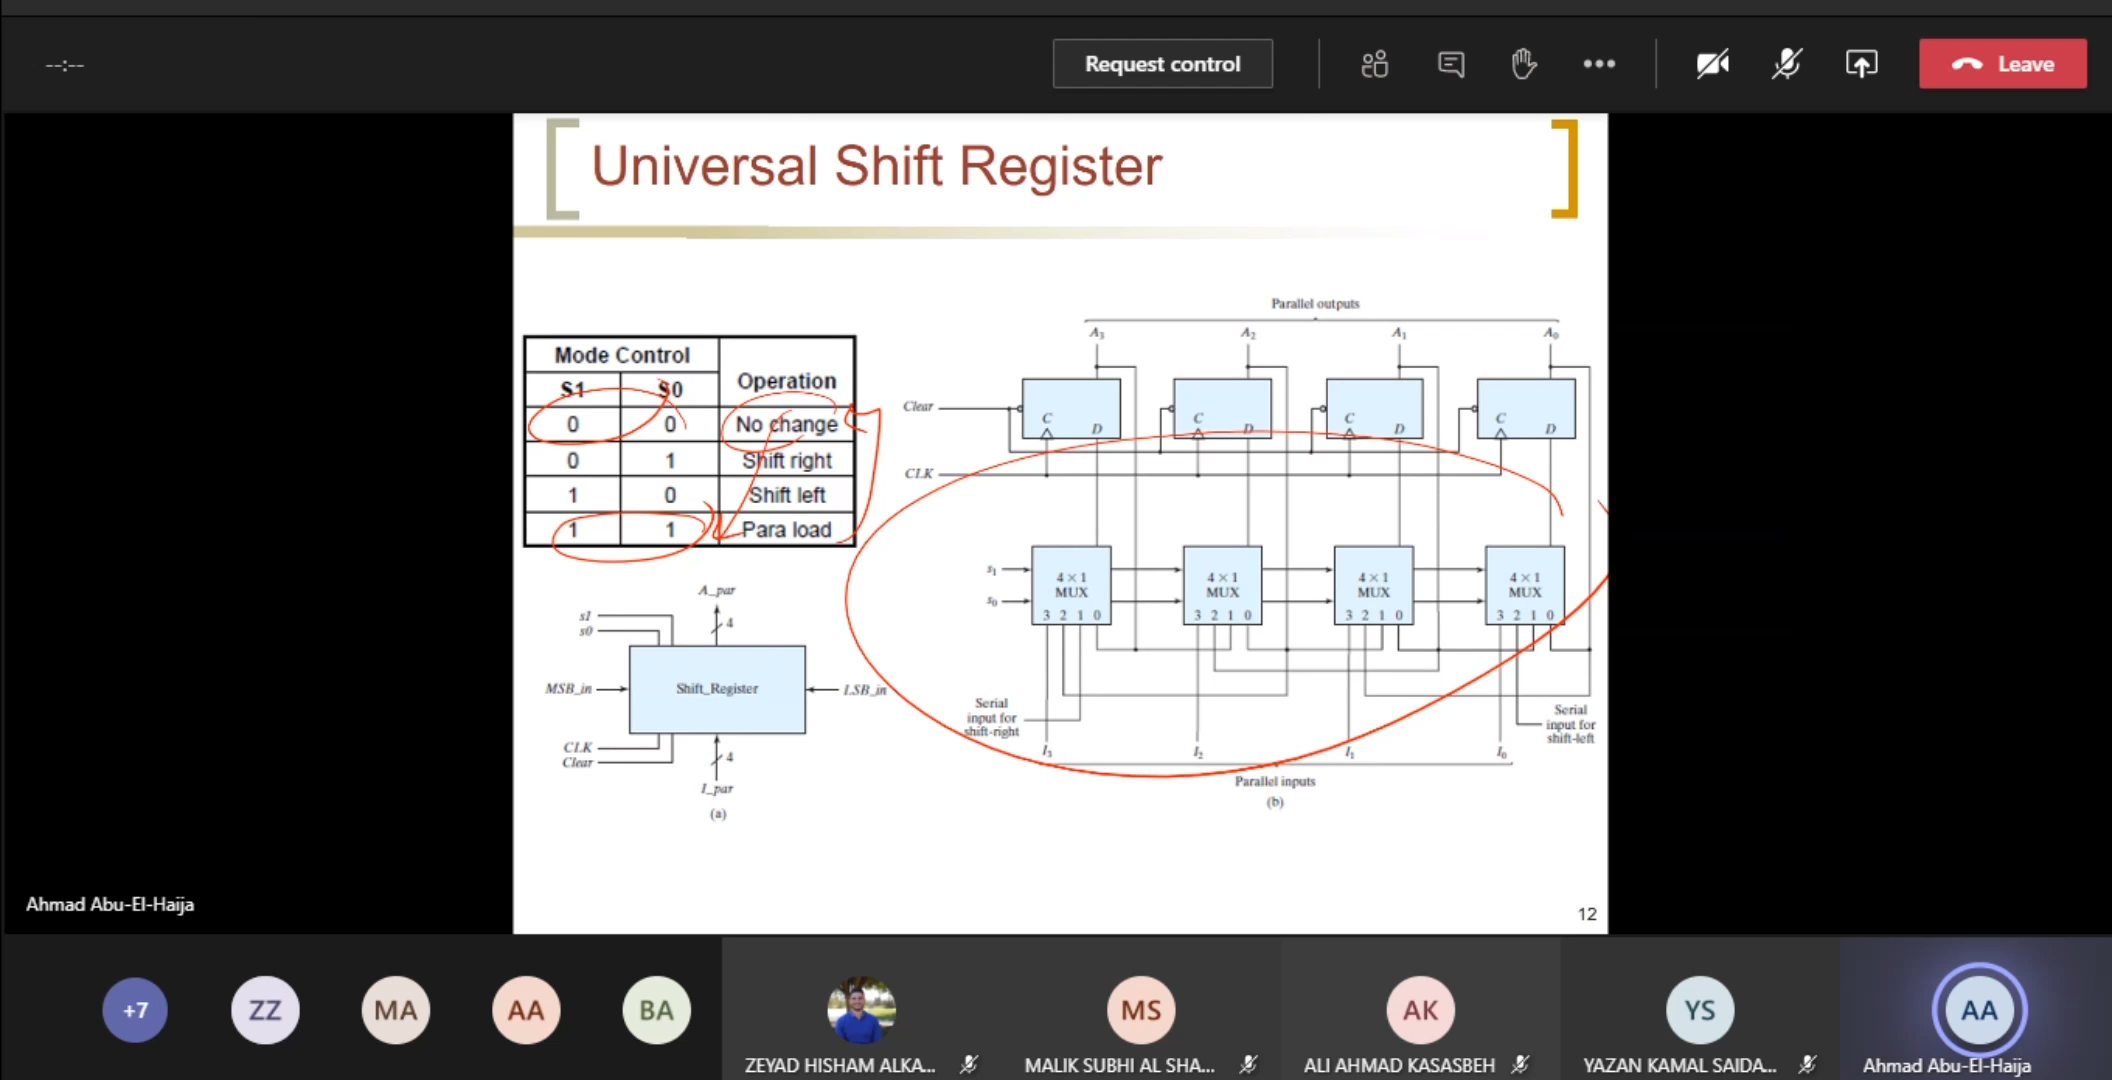 --:--
Request control
Leave
Universal Shift Register
Mode Control
Operation
S1 S0
0 0 No change
0 1 Shift right
1 0 Shift left
1 1 Para load
A_par
s1
s0
4
MSB_in
Shift_Register
LSB_in
CLK
Clear
4
I_par
(a)
Parallel outputs
A3 A2 A1 A0
Clear
C D C D C D C D
CLK
s1
s0
4 × 1 MUX 3 2 1 0
4 × 1 MUX 3 2 1 0
4 × 1 MUX 3 2 1 0
4 × 1 MUX 3 2 1 0
Serial
input for
shift-right
Serial
input for
shift-left
I3 I2 I1 I0
Parallel inputs
(b)
12
Ahmad Abu-El-Haija
+7
ZZ
MA
AA
BA
ZEYAD HISHAM ALKA...
MS
MALIK SUBHI AL SHA...
AK
ALI AHMAD KASASBEH
YS
YAZAN KAMAL SAIDA...
AA
Ahmad Abu-El-Haija